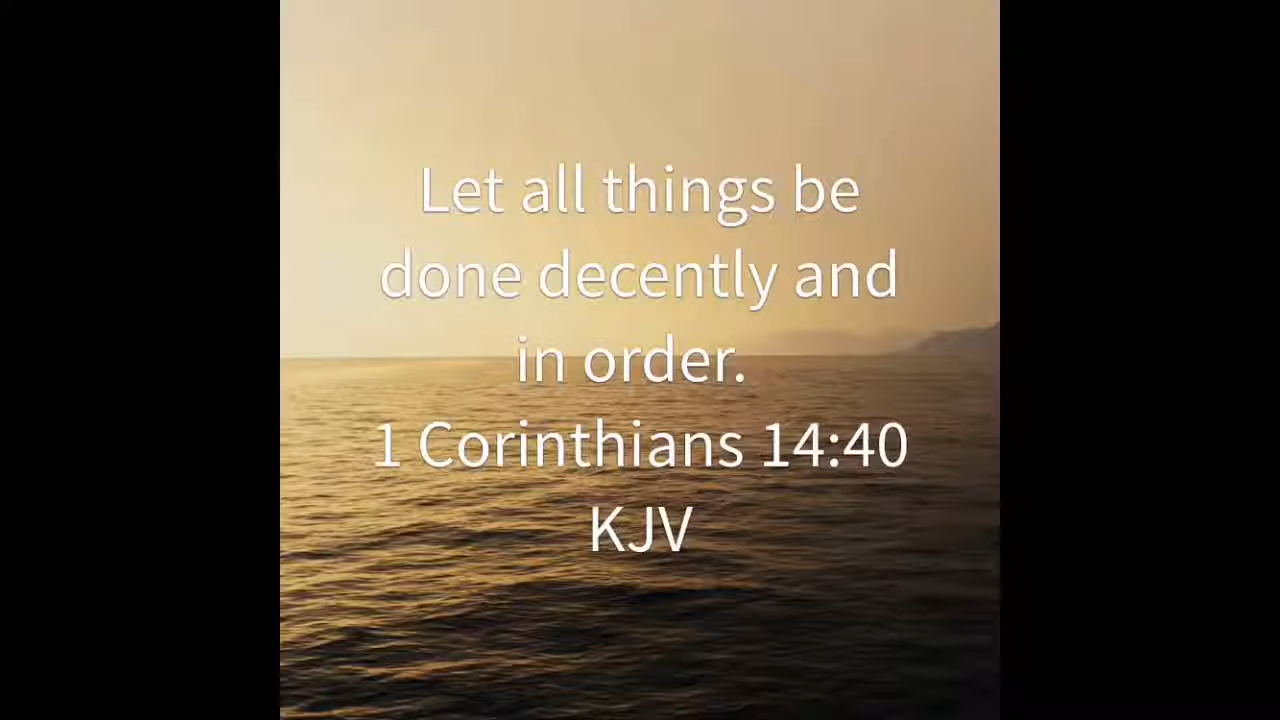 Let all things be
done decently and
in order.
1 Corinthians 14:40
KJV